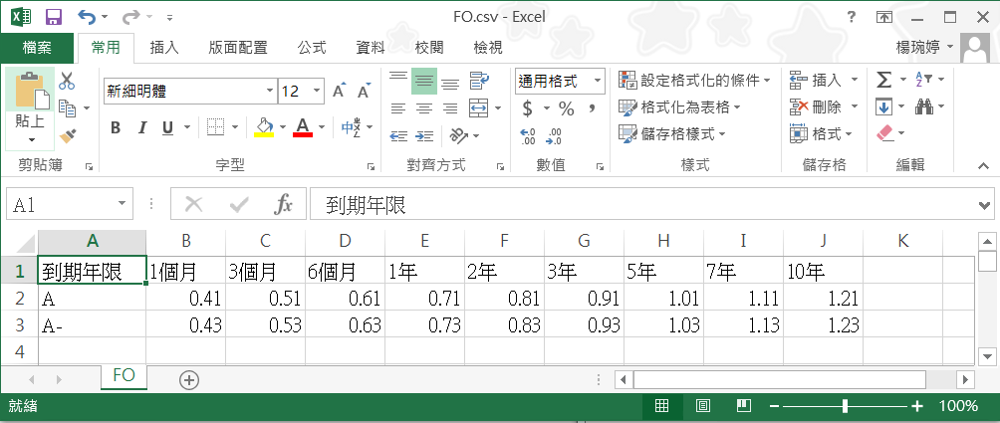 FO.csv - Excel
?
檔案 常用 插入 版面配置 公式 資料 校閱 檢視 楊琬婷
貼上
新細明體 12 A A
B I U A 中
通用格式
$ % ,
設定格式化的條件
格式化為表格
儲存格樣式
插入
刪除
格式
剪貼簿 字型 對齊方式 數值 樣式 儲存格 編輯
A1 fx 到期年限
A B C D E F G H I J K
1 到期年限 1個月 3個月 6個月 1年 2年 3年 5年 7年 10年
2 A 0.41 0.51 0.61 0.71 0.81 0.91 1.01 1.11 1.21
3 A- 0.43 0.53 0.63 0.73 0.83 0.93 1.03 1.13 1.23
4
FO
就緒 100%